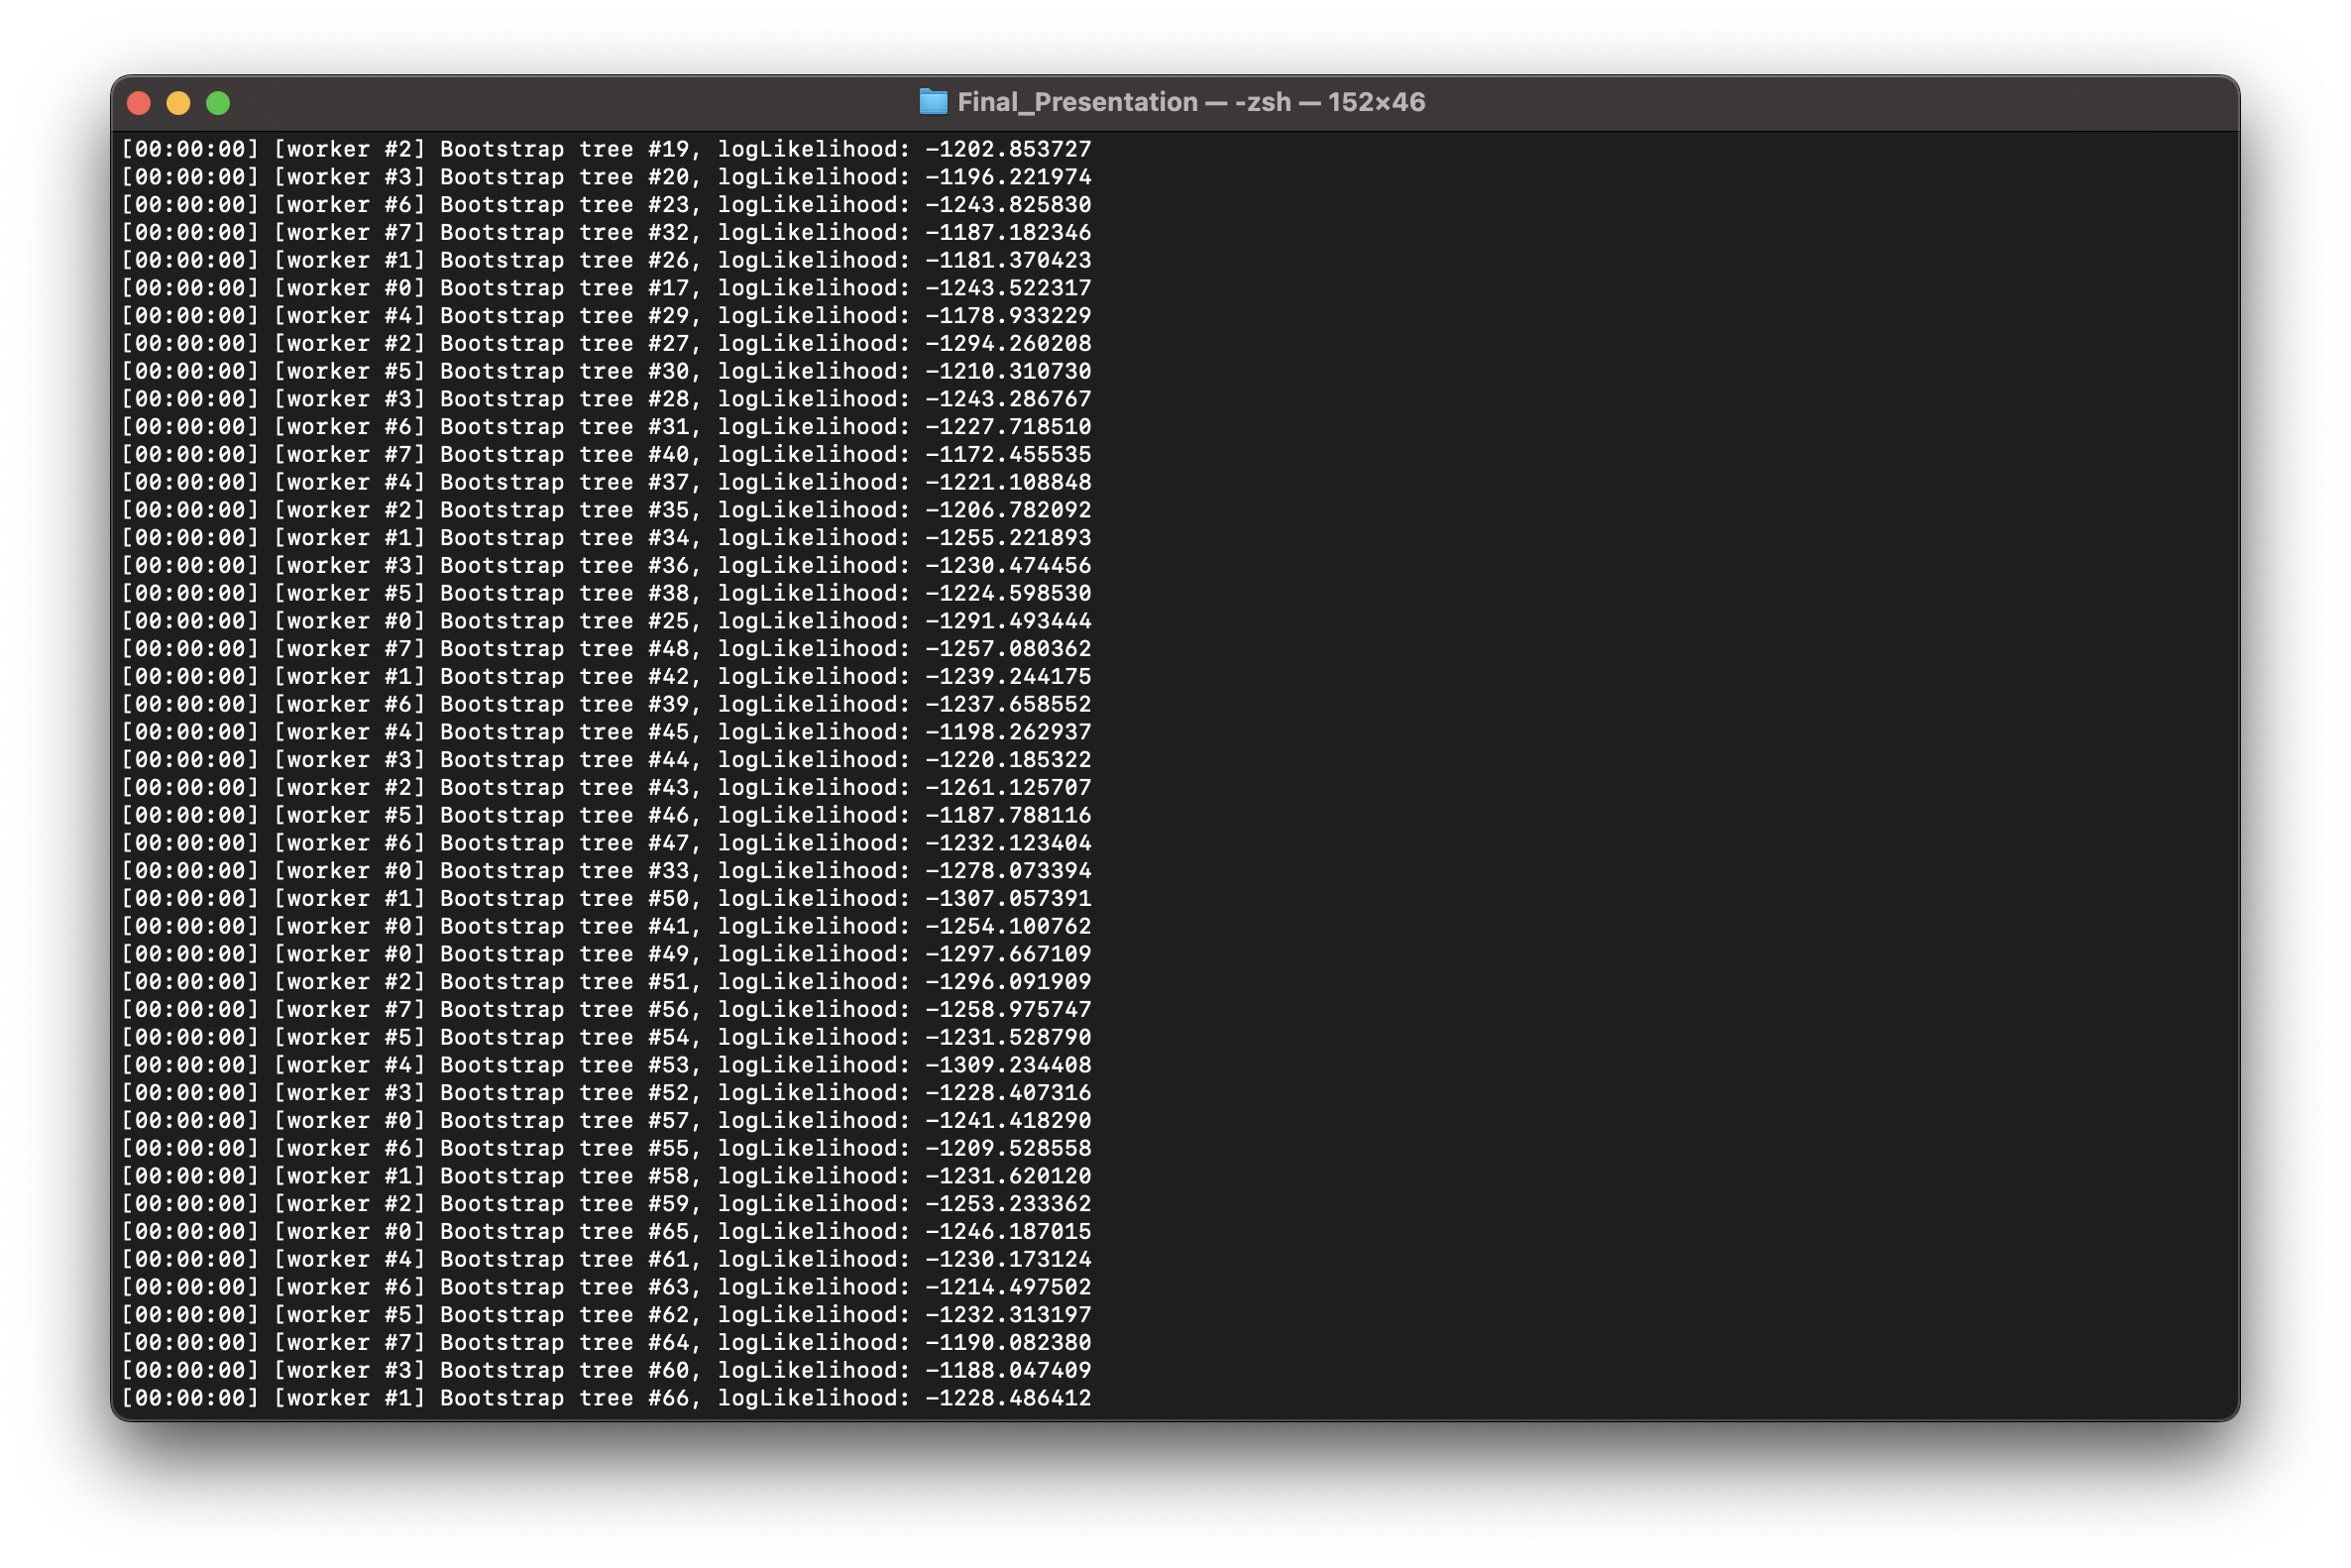 Final_Presentation — -zsh — 152×46
[00:00:00] [worker #2] Bootstrap tree #19, logLikelihood: -1202.853727
[00:00:00] [worker #3] Bootstrap tree #20, logLikelihood: -1196.221974
[00:00:00] [worker #6] Bootstrap tree #23, logLikelihood: -1243.825830
[00:00:00] [worker #7] Bootstrap tree #32, logLikelihood: -1187.182346
[00:00:00] [worker #1] Bootstrap tree #26, logLikelihood: -1181.370423
[00:00:00] [worker #0] Bootstrap tree #17, logLikelihood: -1243.522317
[00:00:00] [worker #4] Bootstrap tree #29, logLikelihood: -1178.933229
[00:00:00] [worker #2] Bootstrap tree #27, logLikelihood: -1294.260208
[00:00:00] [worker #5] Bootstrap tree #30, logLikelihood: -1210.310730
[00:00:00] [worker #3] Bootstrap tree #28, logLikelihood: -1243.286767
[00:00:00] [worker #6] Bootstrap tree #31, logLikelihood: -1227.718510
[00:00:00] [worker #7] Bootstrap tree #40, logLikelihood: -1172.455535
[00:00:00] [worker #4] Bootstrap tree #37, logLikelihood: -1221.108848
[00:00:00] [worker #2] Bootstrap tree #35, logLikelihood: -1206.782092
[00:00:00] [worker #1] Bootstrap tree #34, logLikelihood: -1255.221893
[00:00:00] [worker #3] Bootstrap tree #36, logLikelihood: -1230.474456
[00:00:00] [worker #5] Bootstrap tree #38, logLikelihood: -1224.598530
[00:00:00] [worker #0] Bootstrap tree #25, logLikelihood: -1291.493444
[00:00:00] [worker #7] Bootstrap tree #48, logLikelihood: -1257.080362
[00:00:00] [worker #1] Bootstrap tree #42, logLikelihood: -1239.244175
[00:00:00] [worker #6] Bootstrap tree #39, logLikelihood: -1237.658552
[00:00:00] [worker #4] Bootstrap tree #45, logLikelihood: -1198.262937
[00:00:00] [worker #3] Bootstrap tree #44, logLikelihood: -1220.185322
[00:00:00] [worker #2] Bootstrap tree #43, logLikelihood: -1261.125707
[00:00:00] [worker #5] Bootstrap tree #46, logLikelihood: -1187.788116
[00:00:00] [worker #6] Bootstrap tree #47, logLikelihood: -1232.123404
[00:00:00] [worker #0] Bootstrap tree #33, logLikelihood: -1278.073394
[00:00:00] [worker #1] Bootstrap tree #50, logLikelihood: -1307.057391
[00:00:00] [worker #0] Bootstrap tree #41, logLikelihood: -1254.100762
[00:00:00] [worker #0] Bootstrap tree #49, logLikelihood: -1297.667109
[00:00:00] [worker #2] Bootstrap tree #51, logLikelihood: -1296.091909
[00:00:00] [worker #7] Bootstrap tree #56, logLikelihood: -1258.975747
[00:00:00] [worker #5] Bootstrap tree #54, logLikelihood: -1231.528790
[00:00:00] [worker #4] Bootstrap tree #53, logLikelihood: -1309.234408
[00:00:00] [worker #3] Bootstrap tree #52, logLikelihood: -1228.407316
[00:00:00] [worker #0] Bootstrap tree #57, logLikelihood: -1241.418290
[00:00:00] [worker #6] Bootstrap tree #55, logLikelihood: -1209.528558
[00:00:00] [worker #1] Bootstrap tree #58, logLikelihood: -1231.620120
[00:00:00] [worker #2] Bootstrap tree #59, logLikelihood: -1253.233362
[00:00:00] [worker #0] Bootstrap tree #65, logLikelihood: -1246.187015
[00:00:00] [worker #4] Bootstrap tree #61, logLikelihood: -1230.173124
[00:00:00] [worker #6] Bootstrap tree #63, logLikelihood: -1214.497502
[00:00:00] [worker #5] Bootstrap tree #62, logLikelihood: -1232.313197
[00:00:00] [worker #7] Bootstrap tree #64, logLikelihood: -1190.082380
[00:00:00] [worker #3] Bootstrap tree #60, logLikelihood: -1188.047409
[00:00:00] [worker #1] Bootstrap tree #66, logLikelihood: -1228.486412